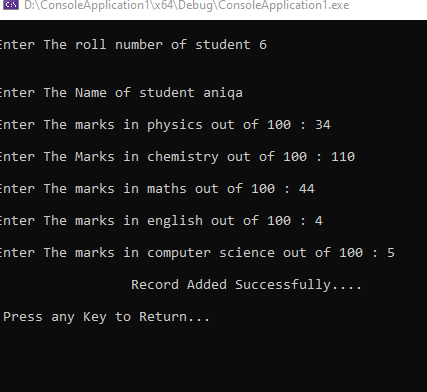 D:\ConsoleApplication1\x64\Debug\ConsoleApplication1.exe
Enter The roll number of student 6
Enter The Name of student aniqa
Enter The marks in physics out of 100 : 34
Enter The Marks in chemistry out of 100 : 110
Enter The marks in maths out of 100 : 44
Enter The marks in english out of 100 : 4
Enter The marks in computer science out of 100 : 5
Record Added Successfully....
Press any Key to Return...